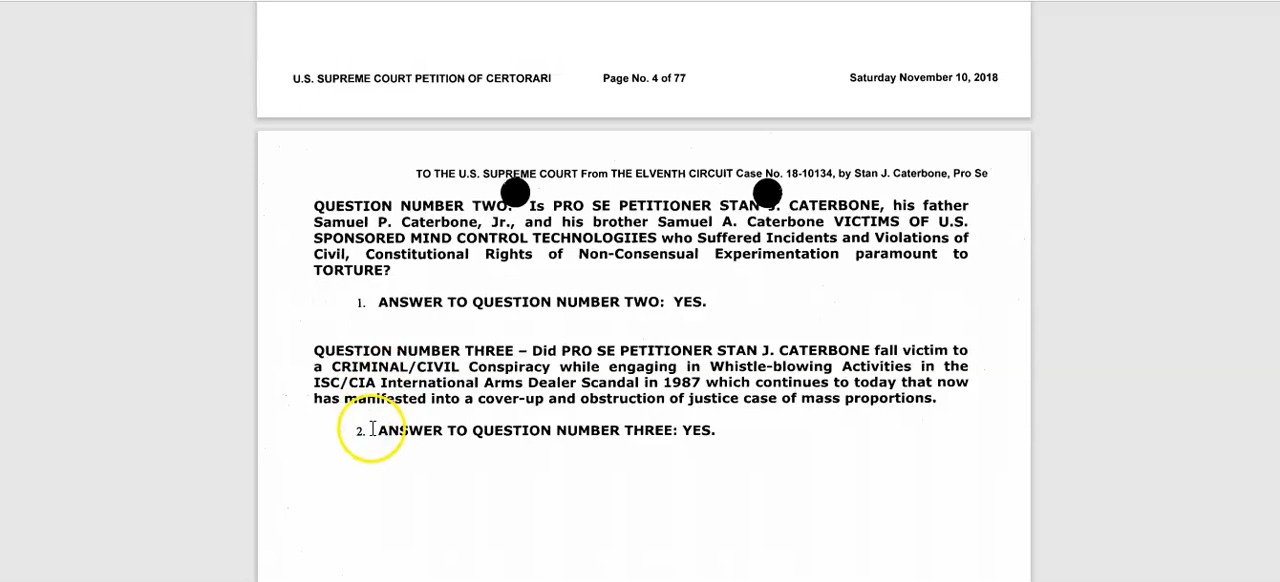 U.S. SUPREME COURT PETITION OF CERTORARI Page No. 4 of 77 Saturday November 10, 2018
TO THE U.S. SUPREME COURT From THE ELVENTH CIRCUIT Case No. 18-10134, by Stan J. Caterbone, Pro Se
QUESTION NUMBER TWO: Is PRO SE PETITIONER STAN J. CATERBONE, his father
Samuel P. Caterbone, Jr., and his brother Samuel A. Caterbone VICTIMS OF U.S.
SPONSORED MIND CONTROL TECHNOLOGIIES who Suffered Incidents and Violations of
Civil, Constitutional Rights of Non-Consensual Experimentation paramount to
TORTURE?
1. ANSWER TO QUESTION NUMBER TWO: YES.
QUESTION NUMBER THREE – Did PRO SE PETITIONER STAN J. CATERBONE fall victim to
a CRIMINAL/CIVIL Conspiracy while engaging in Whistle-blowing Activities in the
ISC/CIA International Arms Dealer Scandal in 1987 which continues to today that now
has manifested into a cover-up and obstruction of justice case of mass proportions.
2. ANSWER TO QUESTION NUMBER THREE: YES.